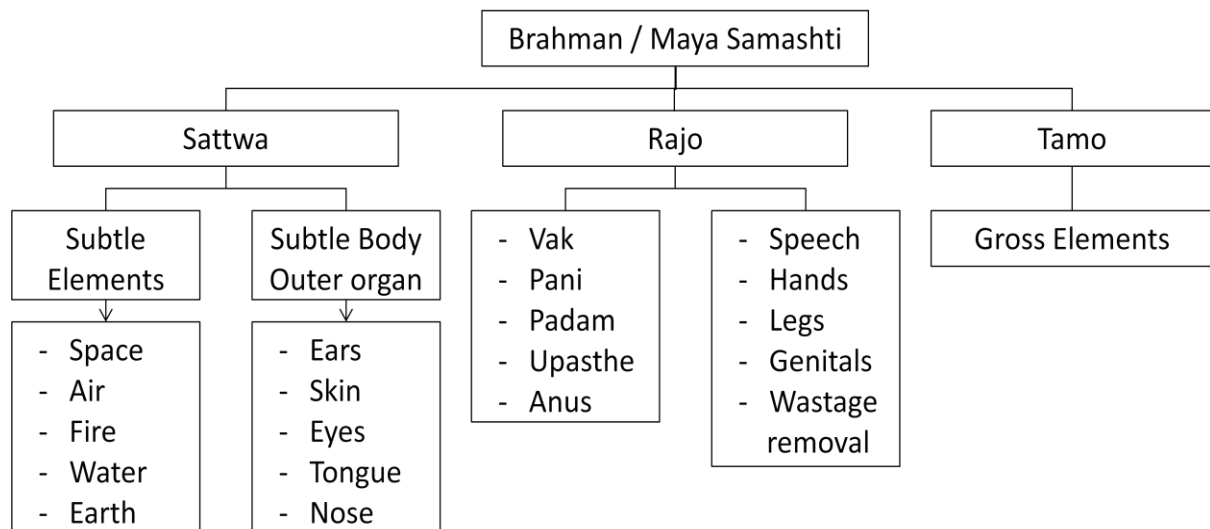 Brahman / Maya Samashti
Sattwa
Rajo
Tamo
Subtle
Elements
Subtle Body
Outer organ
- Vak
- Pani
- Padam
- Upasthe
- Anus
- Speech
- Hands
- Legs
- Genitals
- Wastage
removal
Gross Elements
- Space
- Air
- Fire
- Water
- Earth
- Ears
- Skin
- Eyes
- Tongue
- Nose